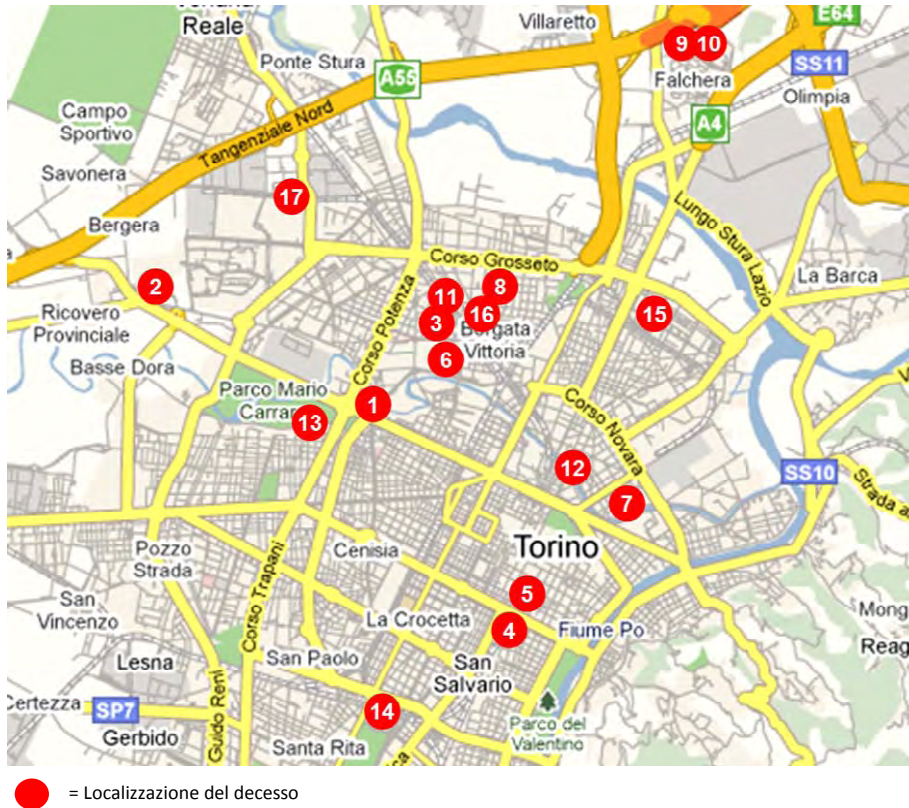 Reale
Villaretto
E64
9
10
Ponte Stura
A55
Falchera
SS11
Olimpia
Campo
Sportivo
Tangenziale Nord
A4
Savonera
17
Lungo Stura Lazio
Bergera
Corso Grosseto
La Barca
2
8
11
16
15
3
Ricovero
Provinciale
Corso Potenza
Borgata
Vittoria
6
Basse Dora
Parco Mario
1
13
Corso Novara
12
SS10
7
Strada a
Torino
Pozzo
Strada
Cenisia
Corso Trapani
5
San
Vincenzo
La Crocetta
4
Fiume Po
Mong
Reag
Lesna
San Paolo
San
Salvario
Guido Reni
SP7
14
Gerbido
Santa Rita
Parco del
Valentino
= Localizzazione del decesso